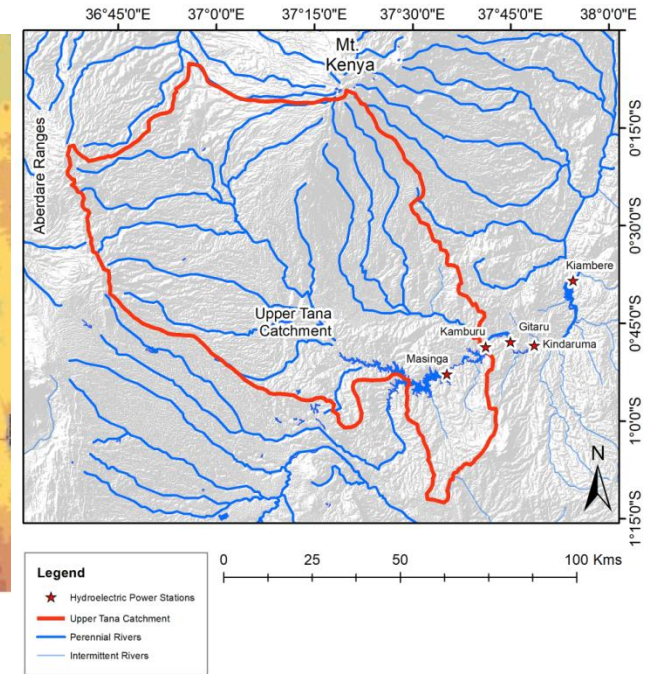 36°45'0"E 37°0'0"E 37°15'0"E 37°30'0"E 37°45'0"E 38°0'0"E
Mt.
Kenya
Aberdare Ranges
0°15'0"S
0°30'0"S
Kiambere
Upper Tana
Catchment
Kamburu
Gitaru
0°45'0"S
Kindaruma
Masinga
1°0'0"S
N
1°15'0"S
Legend
Hydroelectric Power Stations
Upper Tana Catchment
Perennial Rivers
Intermittent Rivers
0 25 50 100 Kms